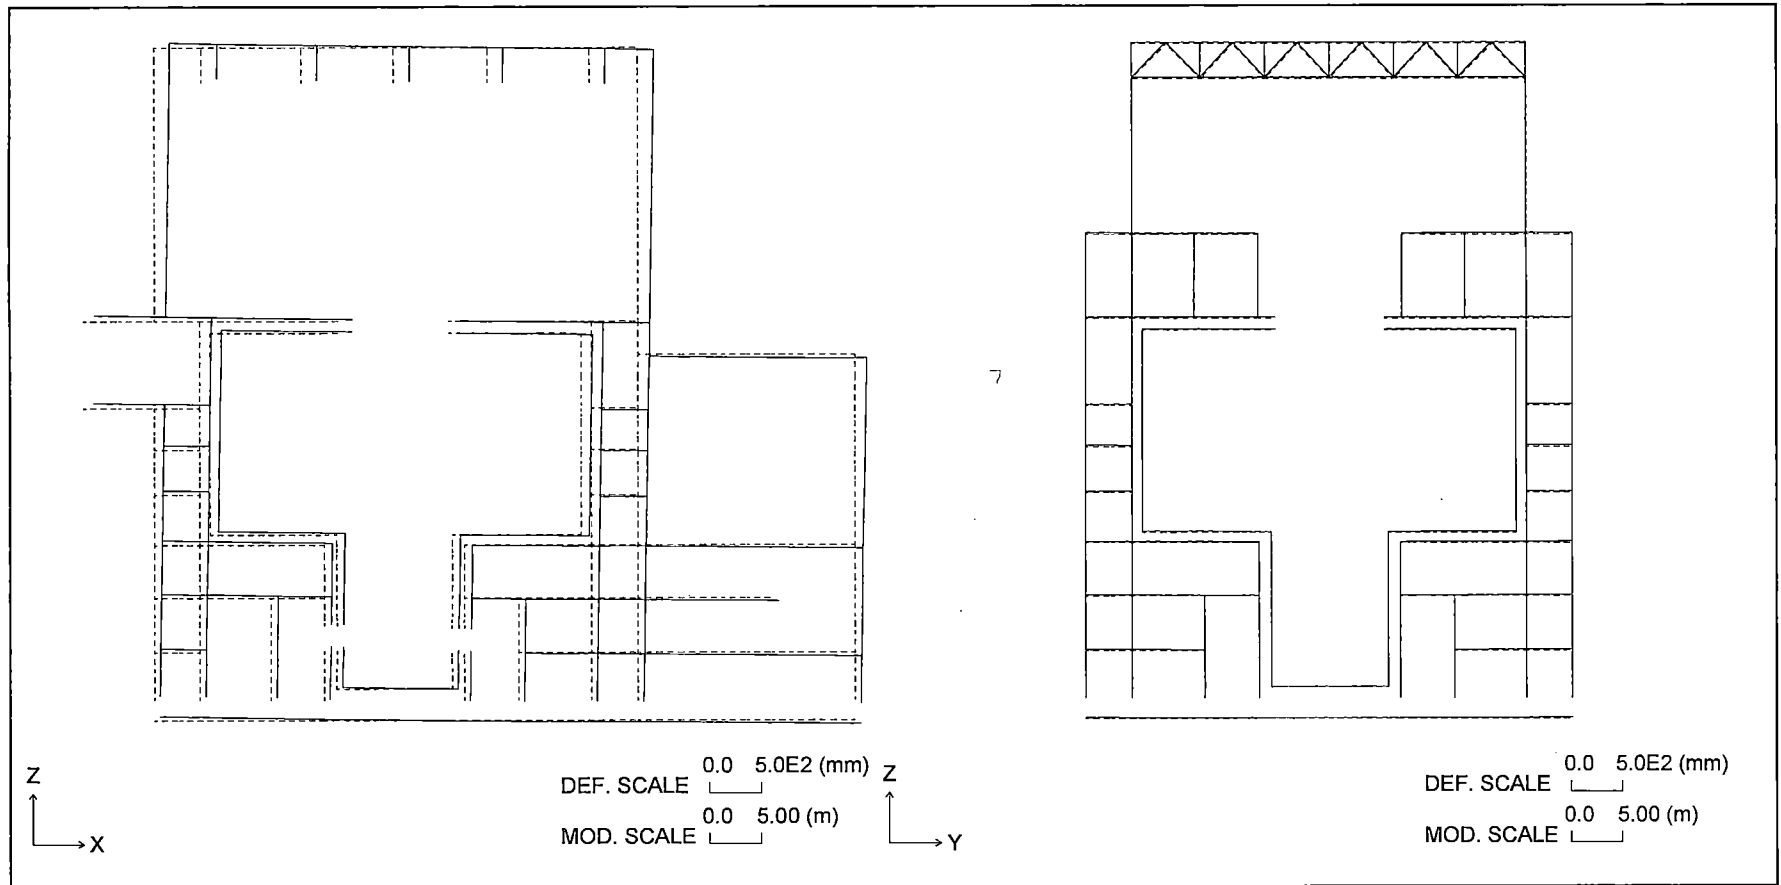 Z
X
DEF. SCALE 0.0 5.0E2 (mm)
MOD. SCALE 0.0 5.00 (m)
Z
Y
DEF. SCALE 0.0 5.0E2 (mm)
MOD. SCALE 0.0 5.00 (m)